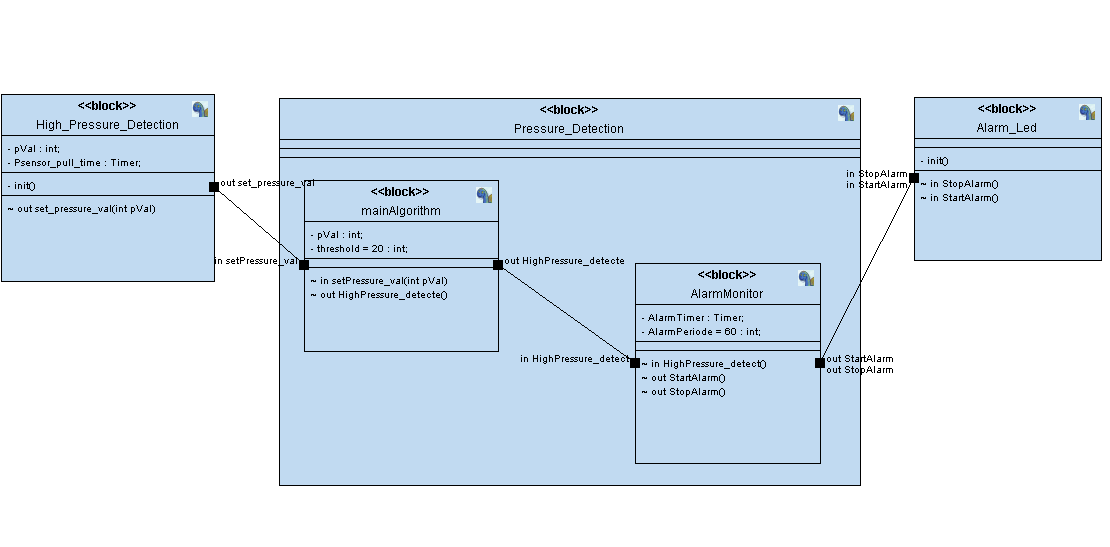 <<block>>
High_Pressure_Detection
- pVal : int;
- Psensor_pull_time : Timer;
- init()
~ out set_pressure_val(int pVal)
out set_pressure_val
<<block>>
Pressure_Detection
<<block>>
mainAlgorithm
- pVal : int;
- threshold = 20 : int;
~ in setPressure_val(int pVal)
~ out HighPressure_detecte()
in setPressure_val
out HighPressure_detecte
<<block>>
AlarmMonitor
- AlarmTimer : Timer;
- AlarmPeriode = 60 : int;
~ in HighPressure_detect()
~ out StartAlarm()
~ out StopAlarm()
in HighPressure_detect
out StartAlarm
out StopAlarm
<<block>>
Alarm_Led
- init()
~ in StopAlarm()
~ in StartAlarm()
in StopAlarm
in StartAlarm